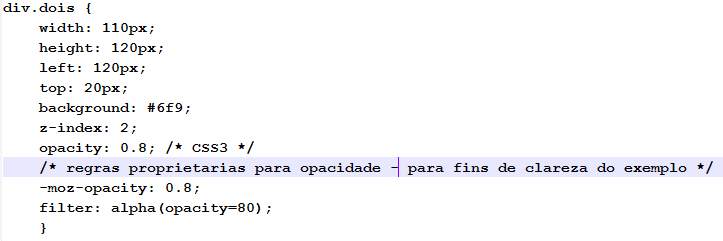 div.dois {
width: 110px;
height: 120px;
left: 120px;
top: 20px;
background: #6f9;
z-index: 2;
opacity: 0.8; /* CSS3 */
/* regras proprietarias para opacidade - para fins de clareza do exemplo */
-moz-opacity: 0.8;
filter: alpha(opacity=80);
}